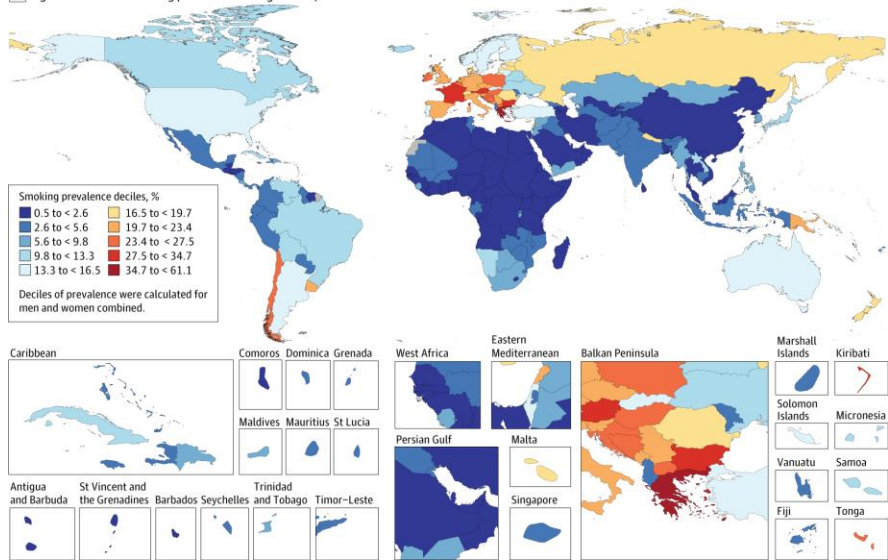 Smoking prevalence deciles, %
0.5 to < 2.6
2.6 to < 5.6
5.6 to < 9.8
9.8 to < 13.3
13.3 to < 16.5
16.5 to < 19.7
19.7 to < 23.4
23.4 to < 27.5
27.5 to < 34.7
34.7 to < 61.1
Deciles of prevalence were calculated for
men and women combined.
Caribbean
Comoros
Dominica
Grenada
Maldives
Mauritius
St Lucia
Antigua
and Barbuda
St Vincent and
the Grenadines
Barbados
Seychelles
Trinidad
and Tobago
Timor–Leste
West Africa
Eastern
Mediterranean
Persian Gulf
Malta
Singapore
Balkan Peninsula
Marshall
Islands
Kiribati
Solomon
Islands
Micronesia
Vanuatu
Samoa
Fiji
Tonga